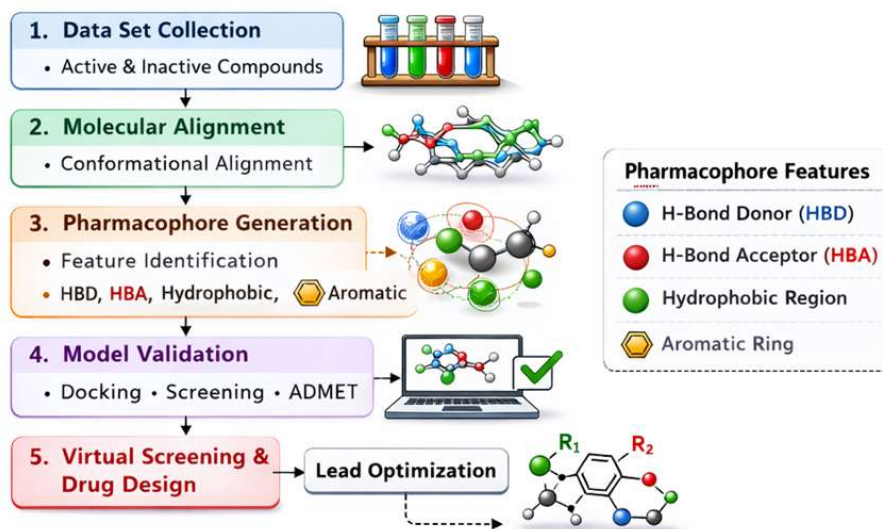 1. Data Set Collection
• Active & Inactive Compounds
2. Molecular Alignment
• Conformational Alignment
3. Pharmacophore Generation
• Feature Identification
• HBD, HBA, Hydrophobic, Aromatic
4. Model Validation
• Docking • Screening • ADMET
5. Virtual Screening &
Drug Design
Lead Optimization
R₁
R₂
Pharmacophore Features
H-Bond Donor (HBD)
H-Bond Acceptor (HBA)
Hydrophobic Region
Aromatic Ring